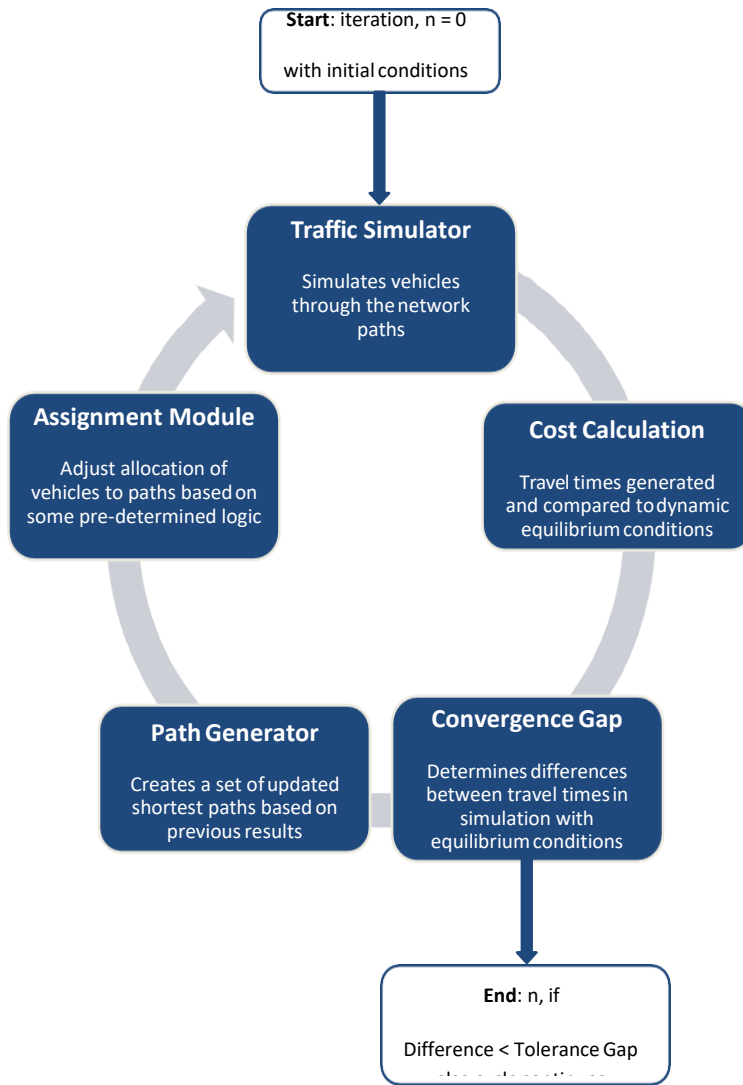 Start: iteration, n = 0
with initial conditions
Traffic Simulator
Simulates vehicles
through the network
paths
Cost Calculation
Travel times generated
and compared to dynamic
equilibrium conditions
Convergence Gap
Determines differences
between travel times in
simulation with
equilibrium conditions
Path Generator
Creates a set of updated
shortest paths based on
previous results
Assignment Module
Adjust allocation of
vehicles to paths based on
some pre-determined logic
End: n, if
Difference < Tolerance Gap